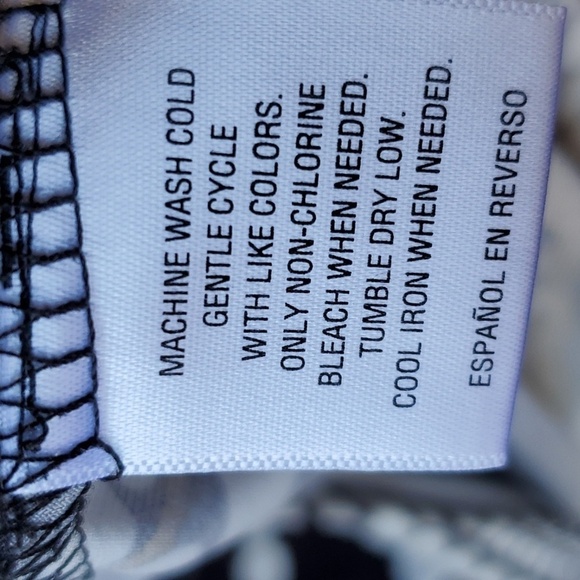 MACHINE WASH COLD
GENTLE CYCLE
WITH LIKE COLORS.
ONLY NON-CHLORINE
BLEACH WHEN NEEDED.
TUMBLE DRY LOW.
COOL IRON WHEN NEEDED.
ESPAÑOL EN REVERSO